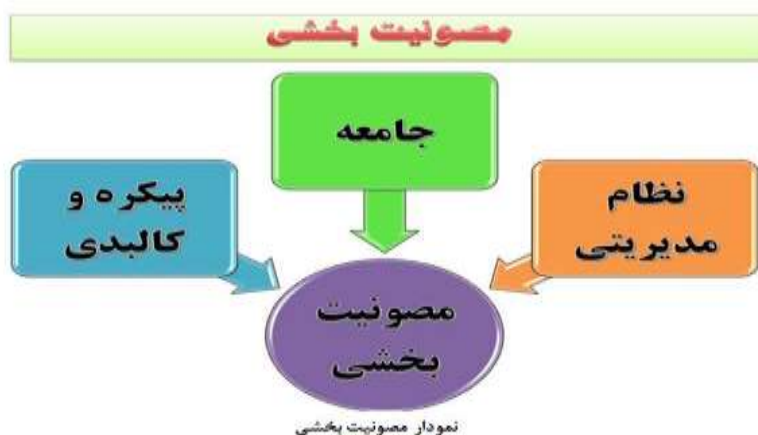 مصونیت بخشی
جامعه
نظام
مدیریتی
پیکره و
کالبدی
مصونیت
بخشی
نمودار مصونیت بخشی